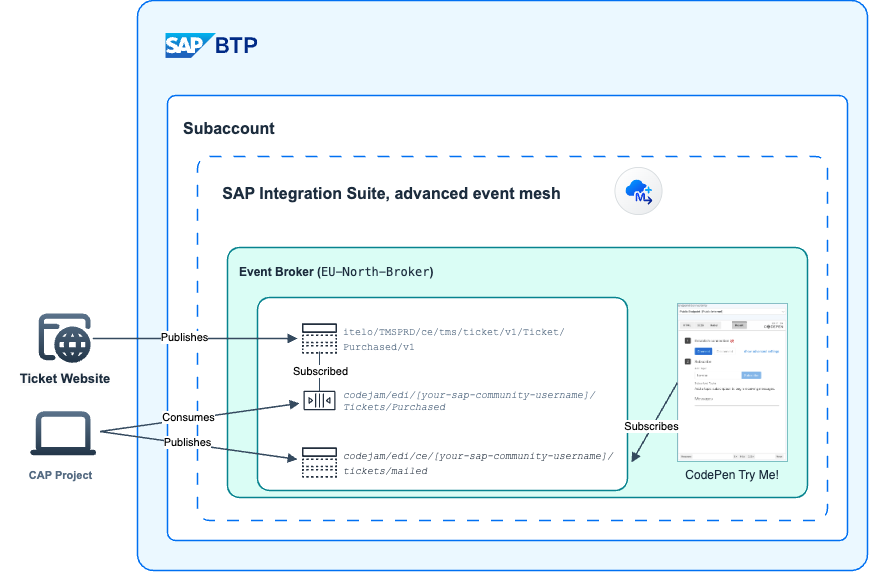 SAP BTP
Subaccount
SAP Integration Suite, advanced event mesh
M
Event Broker (EU-North-Broker)
Publishes
itelo/TMSPRD/ce/tms/ticket/v1/Ticket/
Purchased/v1
Ticket Website
Subscribed
codejam/edi/[your-sap-community-username]/
Tickets/Purchased
Consumes
Publishes
CAP Project
codejam/edi/ce/[your-sap-community-username]/
tickets/mailed
Subscribes
CODEPEN
CodePen Try Me!